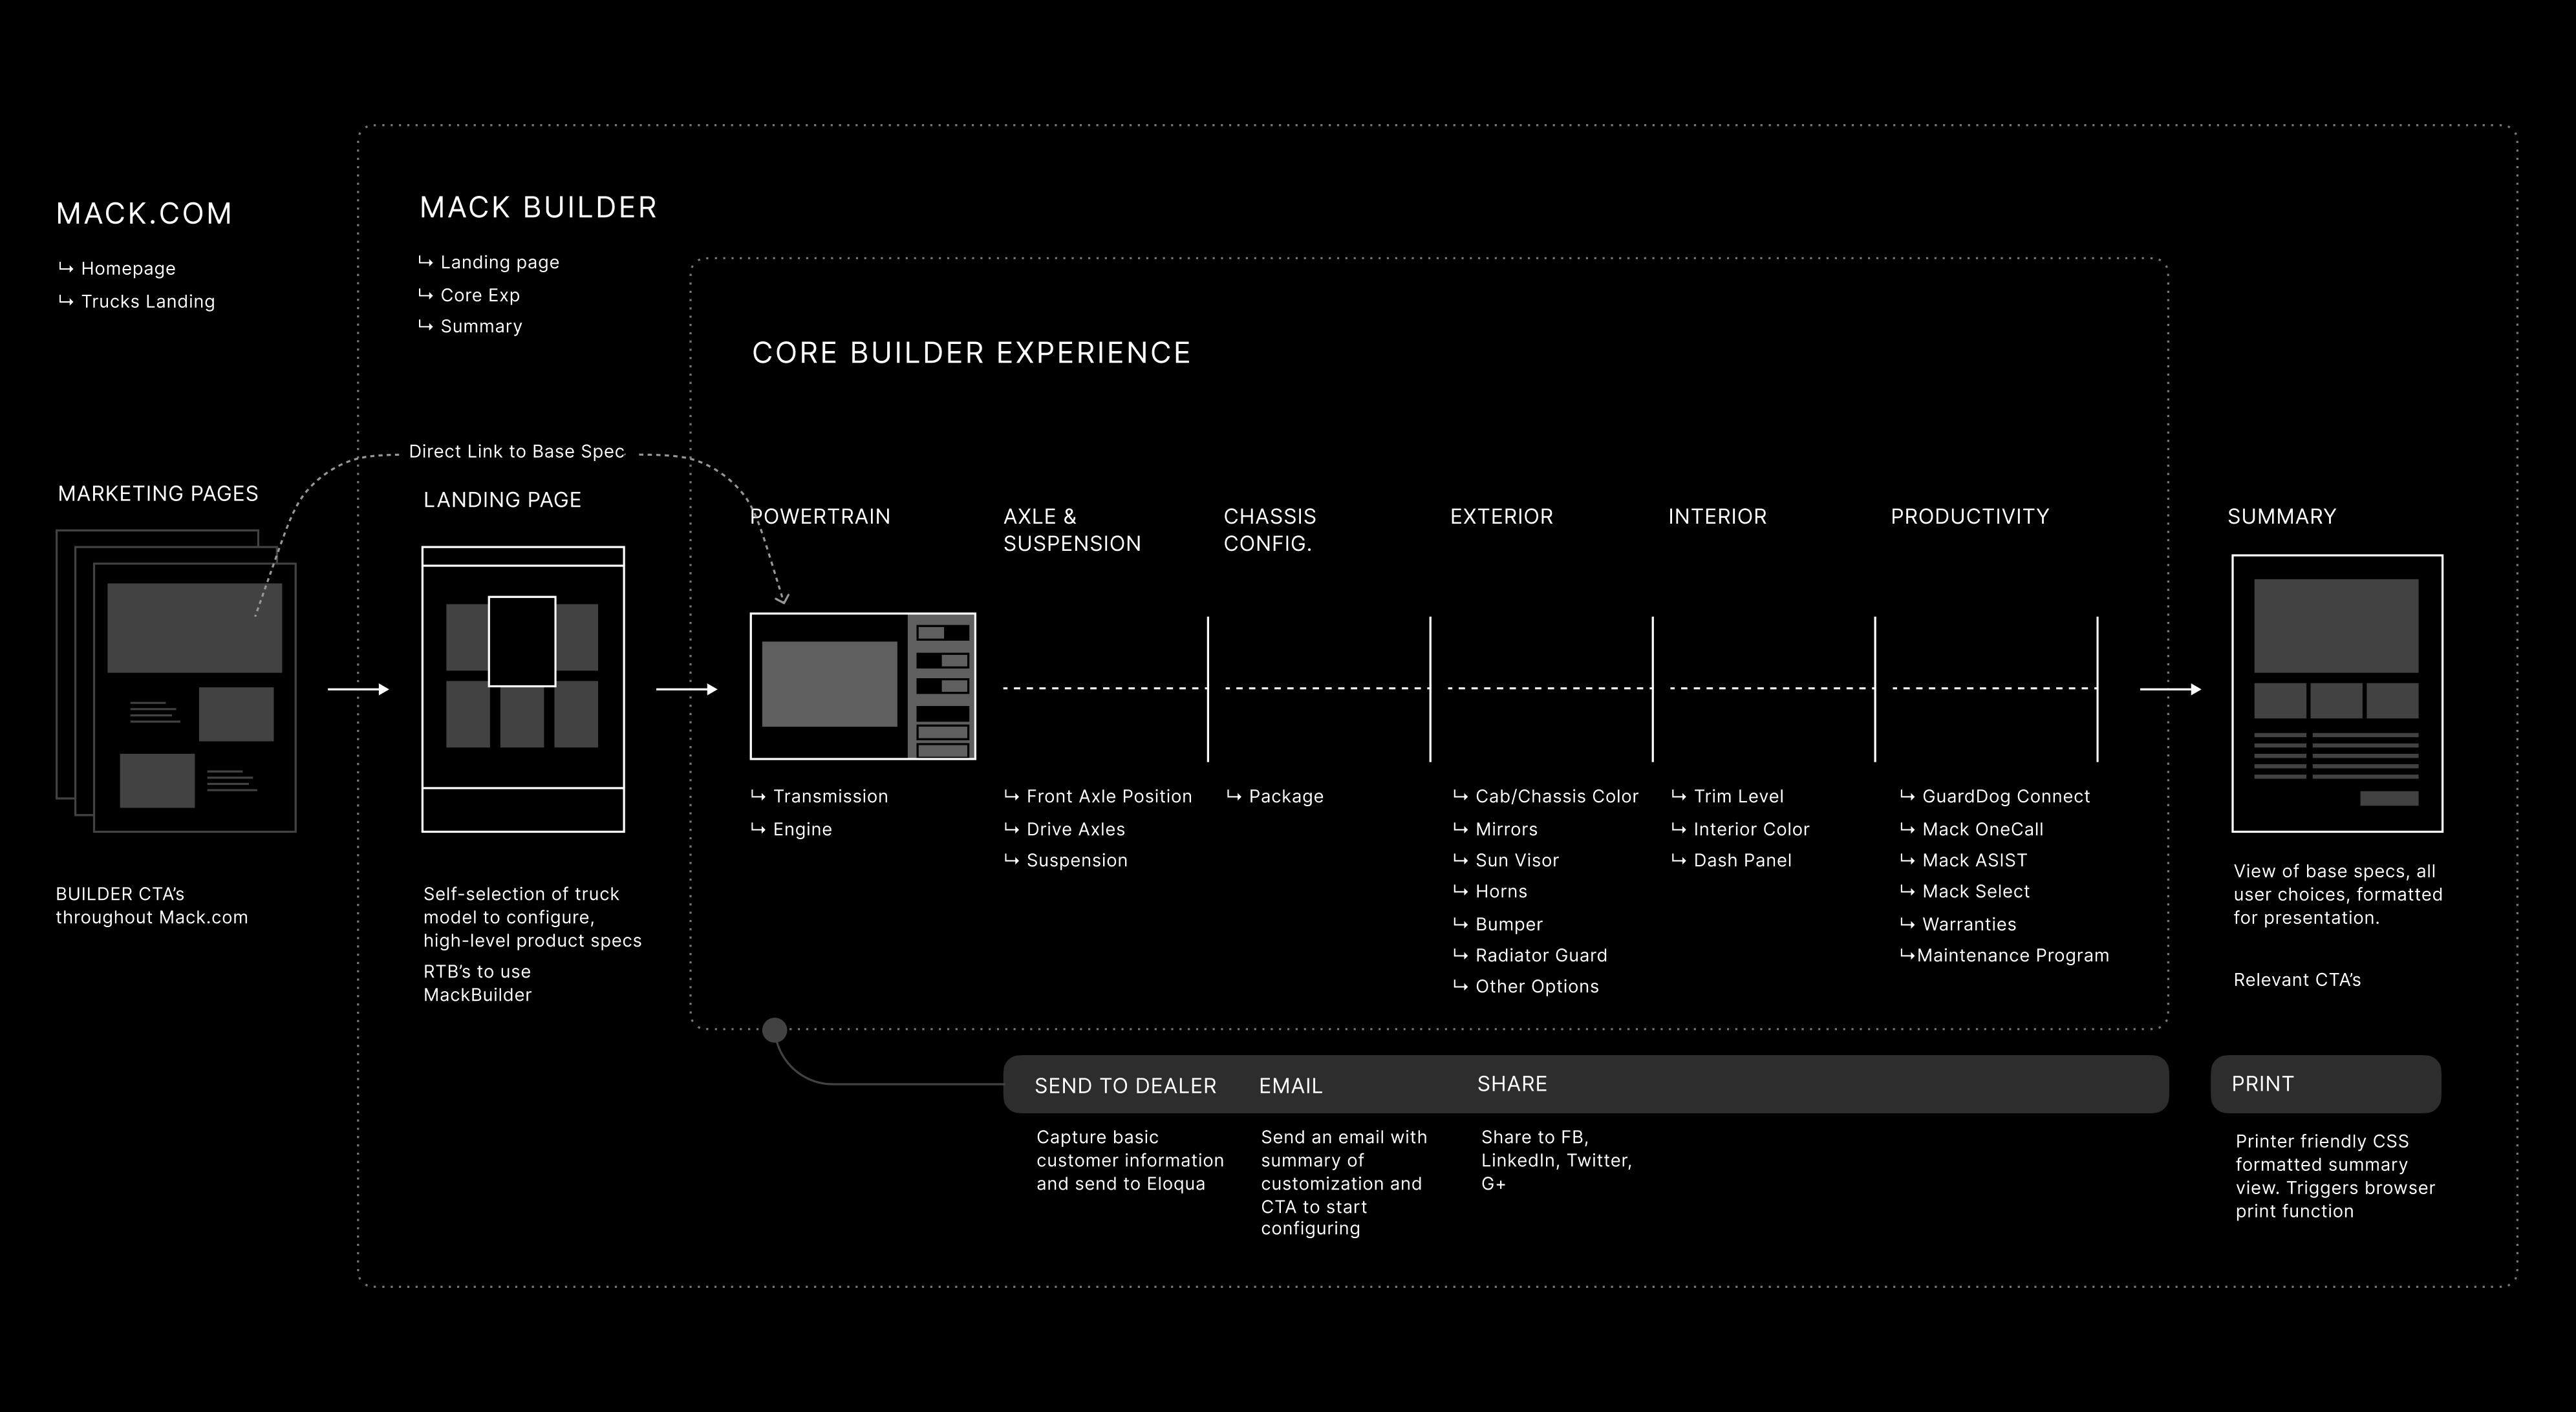 MACK.COM
↳ Homepage
↳ Trucks Landing
MACK BUILDER
↳ Landing page
↳ Core Exp
↳ Summary
CORE BUILDER EXPERIENCE
Direct Link to Base Spec
MARKETING PAGES
BUILDER CTA’s
throughout Mack.com
LANDING PAGE
Self-selection of truck
model to configure,
high-level product specs
RTB’s to use
MackBuilder
POWERTRAIN
↳ Transmission
↳ Engine
AXLE &
SUSPENSION
↳ Front Axle Position
↳ Drive Axles
↳ Suspension
CHASSIS
CONFIG.
↳ Package
EXTERIOR
↳ Cab/Chassis Color
↳ Mirrors
↳ Sun Visor
↳ Horns
↳ Bumper
↳ Radiator Guard
↳ Other Options
INTERIOR
↳ Trim Level
↳ Interior Color
↳ Dash Panel
PRODUCTIVITY
↳ GuardDog Connect
↳ Mack OneCall
↳ Mack ASIST
↳ Mack Select
↳ Warranties
↳Maintenance Program
SUMMARY
View of base specs, all
user choices, formatted
for presentation.
Relevant CTA’s
SEND TO DEALER
Capture basic
customer information
and send to Eloqua
EMAIL
Send an email with
summary of
customization and
CTA to start
configuring
SHARE
Share to FB,
LinkedIn, Twitter,
G+
PRINT
Printer friendly CSS
formatted summary
view. Triggers browser
print function